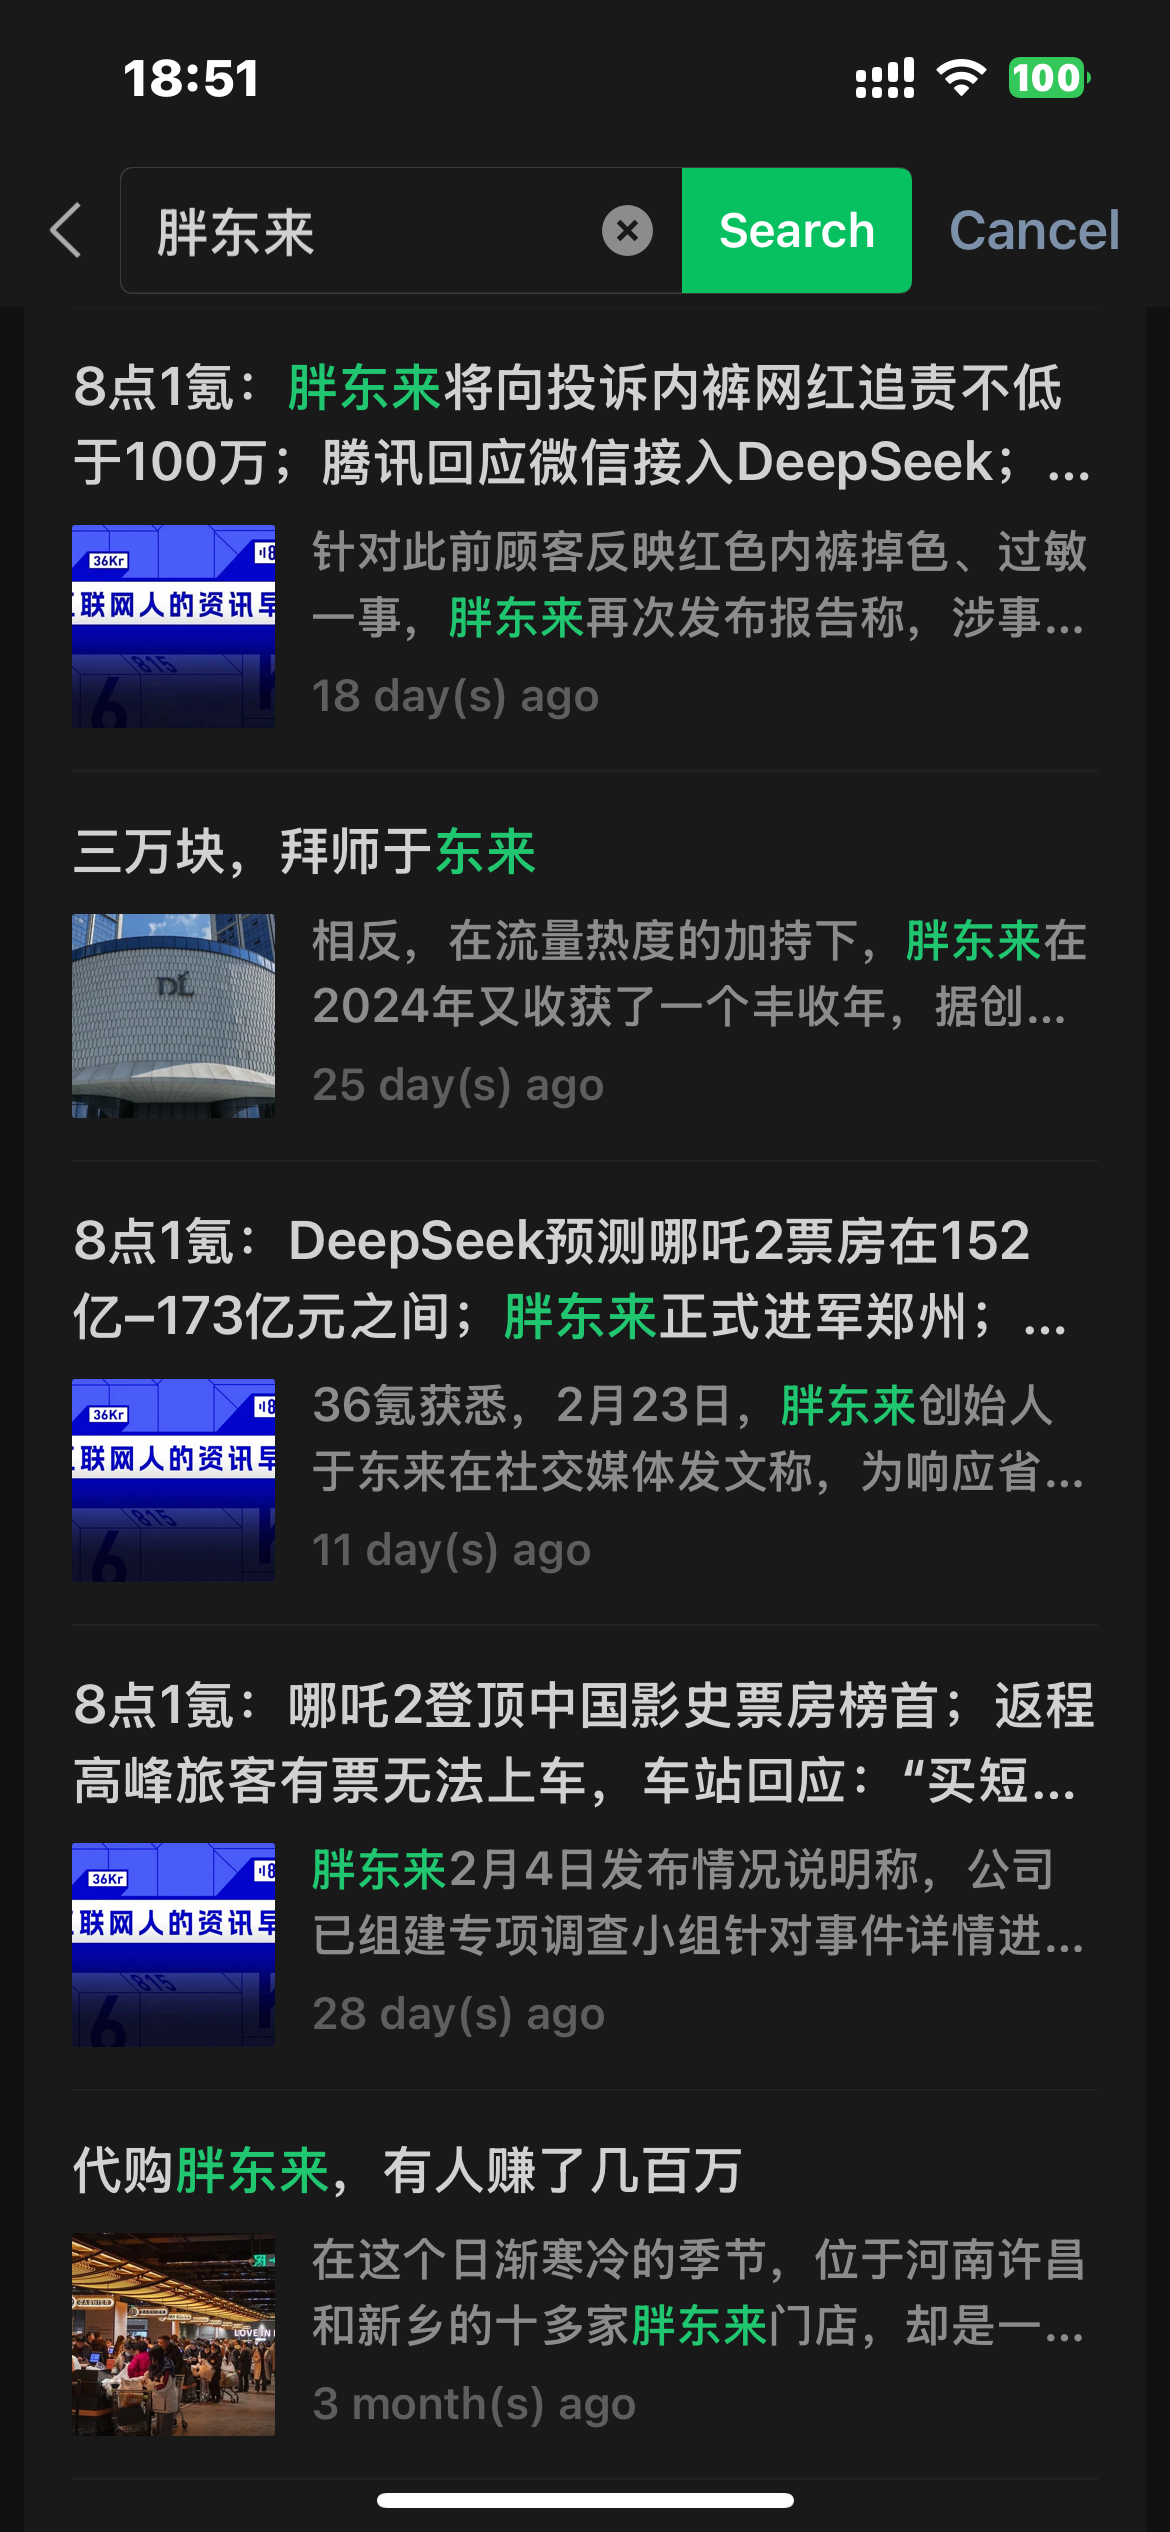 18:51
100
胖东来
Search
Cancel
8点1氪：胖东来将向投诉内裤网红追责不低
于100万；腾讯回应微信接入DeepSeek；...
36Kr
联网人的资讯早
815
6
针对此前顾客反映红色内裤掉色、过敏
一事，胖东来再次发布报告称，涉事...
18 day(s) ago
三万块，拜师于东来
DL
相反，在流量热度的加持下，胖东来在
2024年又收获了一个丰收年，据创...
25 day(s) ago
8点1氪：DeepSeek预测哪吒2票房在152
亿–173亿元之间；胖东来正式进军郑州；...
36Kr
联网人的资讯早
815
6
36氪获悉，2月23日，胖东来创始人
于东来在社交媒体发文称，为响应省...
11 day(s) ago
8点1氪：哪吒2登顶中国影史票房榜首；返程
高峰旅客有票无法上车，车站回应：“买短...
36Kr
联网人的资讯早
815
6
胖东来2月4日发布情况说明称，公司
已组建专项调查小组针对事件详情进...
28 day(s) ago
代购胖东来，有人赚了几百万
CASHIER
CASHIER
LOVE IN
在这个日渐寒冷的季节，位于河南许昌
和新乡的十多家胖东来门店，却是一...
3 month(s) ago